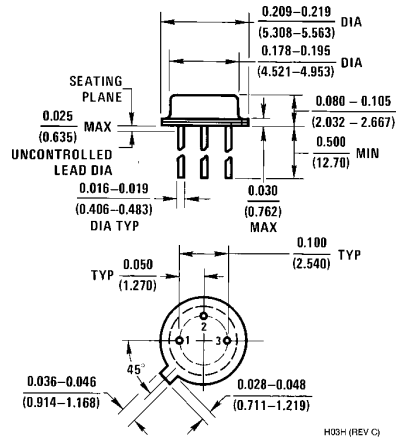 0.209–0.219 DIA
(5.308–5.563)
0.178–0.195 DIA
(4.521–4.953)
SEATING
PLANE
0.025 MAX
(0.635)
UNCONTROLLED
LEAD DIA
0.080 – 0.105
(2.032 – 2.667)
0.500 MIN
(12.70)
0.016–0.019
(0.406–0.483)
DIA TYP
0.030
(0.762)
MAX
0.100 TYP
(2.540)
TYP 0.050
(1.270)
2
1
3
45°
0.036–0.046
(0.914–1.168)
0.028–0.048
(0.711–1.219)
H03H (REV C)